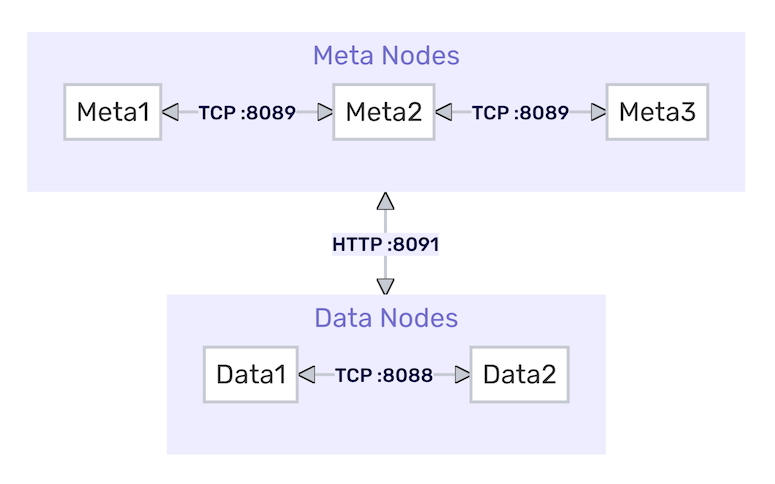 Meta Nodes
Meta1 TCP :8089 Meta2 TCP :8089 Meta3
HTTP :8091
Data Nodes
Data1 TCP :8088 Data2